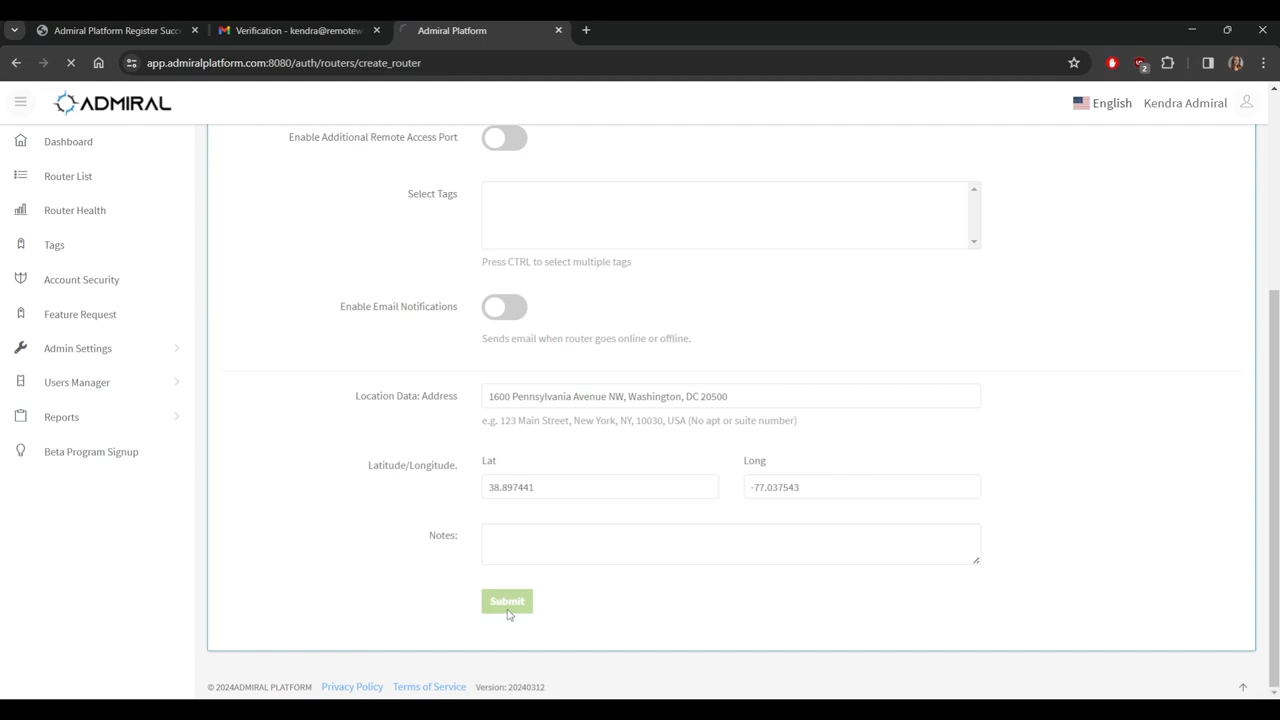 Admiral Platform Register Succ
Verification - kendra@remotew
Admiral Platform
app.admiralplatform.com:8080/auth/routers/create_router
2
ADMIRAL
English
Kendra Admiral
Dashboard
Router List
Router Health
Tags
Account Security
Feature Request
Admin Settings
Users Manager
Reports
Beta Program Signup
Enable Additional Remote Access Port
Select Tags
Press CTRL to select multiple tags
Enable Email Notifications
Sends email when router goes online or offline.
Location Data: Address
1600 Pennsylvania Avenue NW, Washington, DC 20500
e.g. 123 Main Street, New York, NY, 10030, USA (No apt or suite number)
Latitude/Longitude.
Lat
Long
38.897441
-77.037543
Notes:
Submit
© 2024ADMIRAL PLATFORM Privacy Policy Terms of Service Version: 20240312